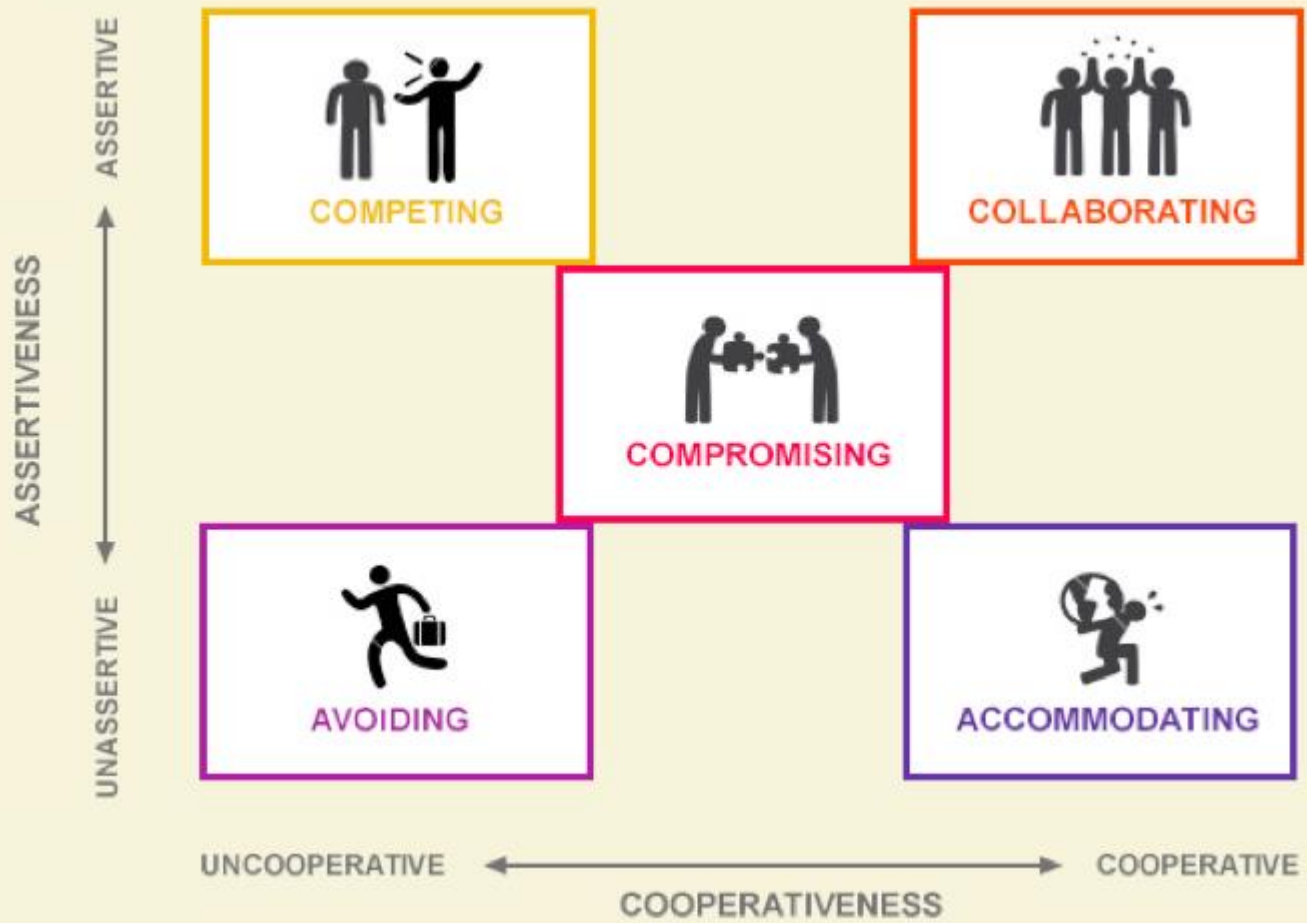 ASSERTIVE
COMPETING
COLLABORATING
ASSERTIVENESS
COMPROMISING
UNASSERTIVE
AVOIDING
ACCOMMODATING
UNCOOPERATIVE
COOPERATIVE
COOPERATIVENESS